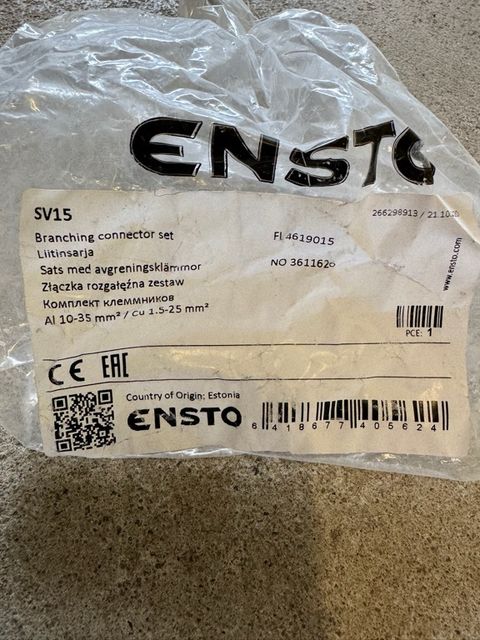 ENSTO
SV15
266298913 / 21.10.
Branching connector set
FI 4619015
Liitinsarja
Sats med avgreningsklämmor
NO 3611626
Złączka rozgałęźna zestaw
Комплект клеммников
Al 10-35 mm² / Cu 1.5-25 mm²
www.ensto.com
PCE: 1
CE EAC
Country of Origin: Estonia
ENSTO
6 418677 405624